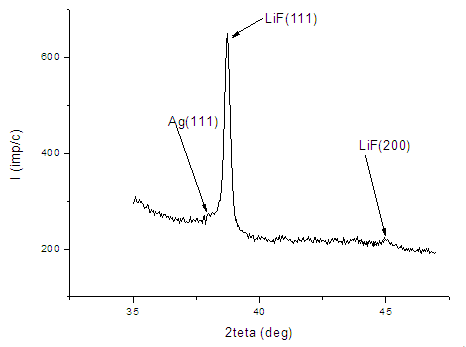 LiF(111)
600
Ag(111)
400
LiF(200)
I (imp/c)
200
35
40
45
2teta (deg)